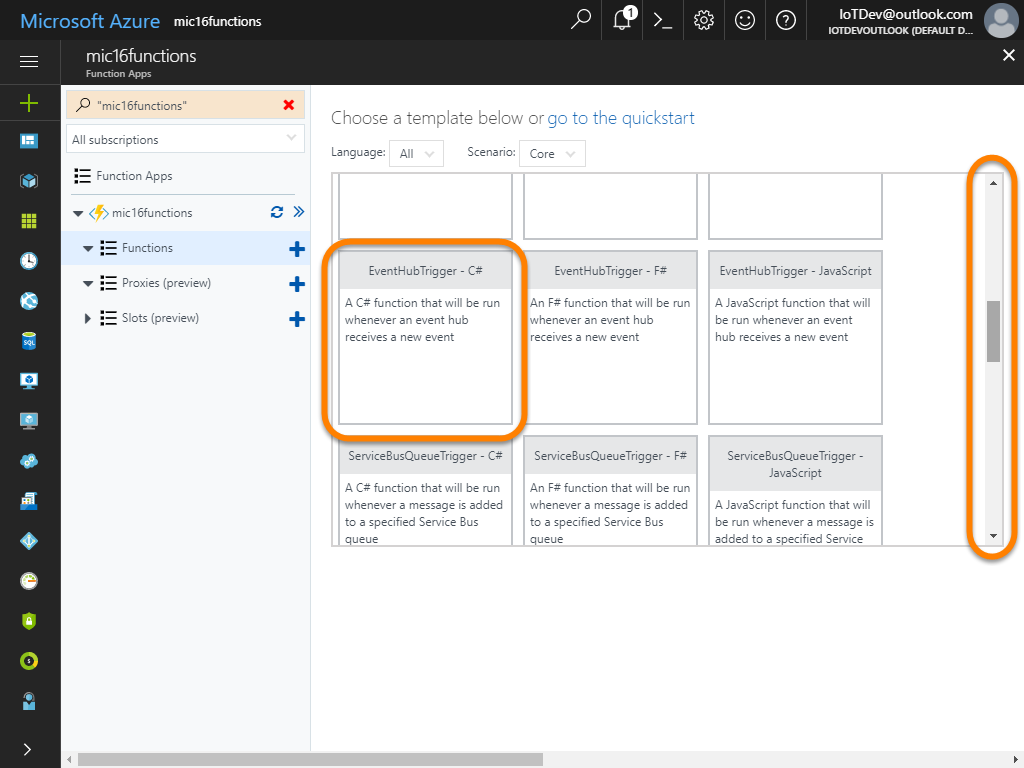 Microsoft Azure mic16functions
1
IoTDev@outlook.com
IOTDEVOUTLOOK (DEFAULT D...
mic16functions
Function Apps
"mic16functions"
All subscriptions
Function Apps
mic16functions
Functions
Proxies (preview)
Slots (preview)
SQL
Choose a template below or go to the quickstart
Language: All Scenario: Core
EventHubTrigger - C#
A C# function that will be run
whenever an event hub
receives a new event
EventHubTrigger - F#
An F# function that will be run
whenever an event hub
receives a new event
EventHubTrigger - JavaScript
A JavaScript function that will
be run whenever an event
hub receives a new event
ServiceBusQueueTrigger - C#
A C# function that will be run
whenever a message is added
to a specified Service Bus
queue
ServiceBusQueueTrigger - F#
An F# function that will be run
whenever a message is added
to a specified Service Bus
queue
ServiceBusQueueTrigger -
JavaScript
A JavaScript function that will
be run whenever a message is
added to a specified Service